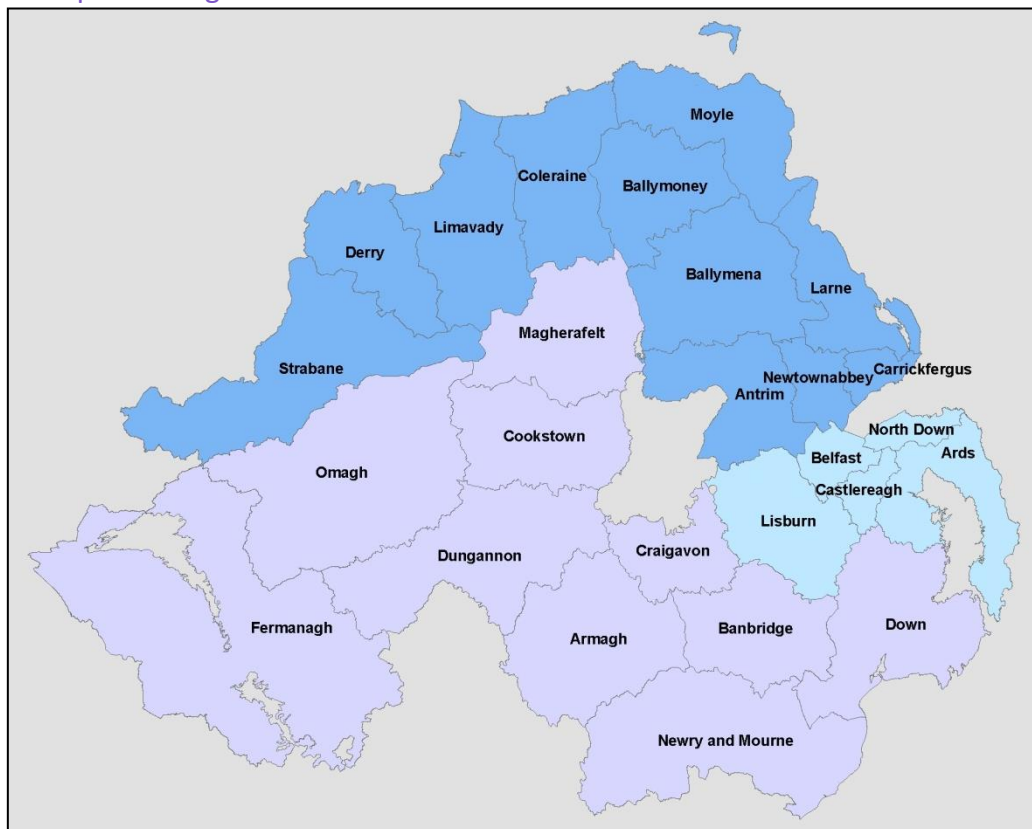 Moyle
Coleraine
Ballymoney
Limavady
Derry
Ballymena
Larne
Magherafelt
Strabane
Carrickfergus
Newtownabbey
Antrim
North Down
Cookstown
Ards
Belfast
Omagh
Castlereagh
Lisburn
Craigavon
Dungannon
Fermanagh
Banbridge
Down
Armagh
Newry and Mourne